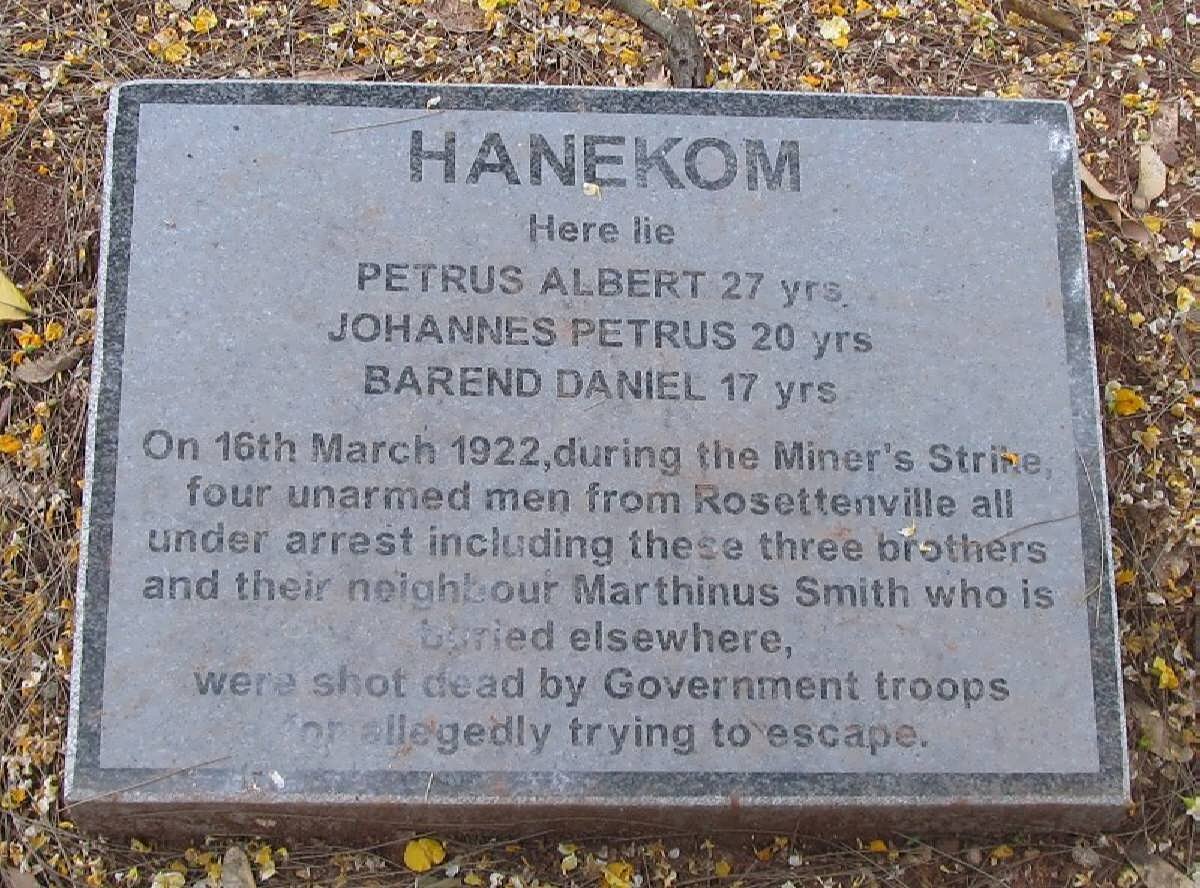 HANEKOM
Here lie
PETRUS ALBERT 27 yrs
JOHANNES PETRUS 20 yrs
BAREND DANIEL 17 yrs
On 16th March 1922,during the Miner's Strike,
four unarmed men from Rosettenville all
under arrest including these three brothers
and their neighbour Marthinus Smith who is
buried elsewhere,
were shot dead by Government troops
for allegedly trying to escape.